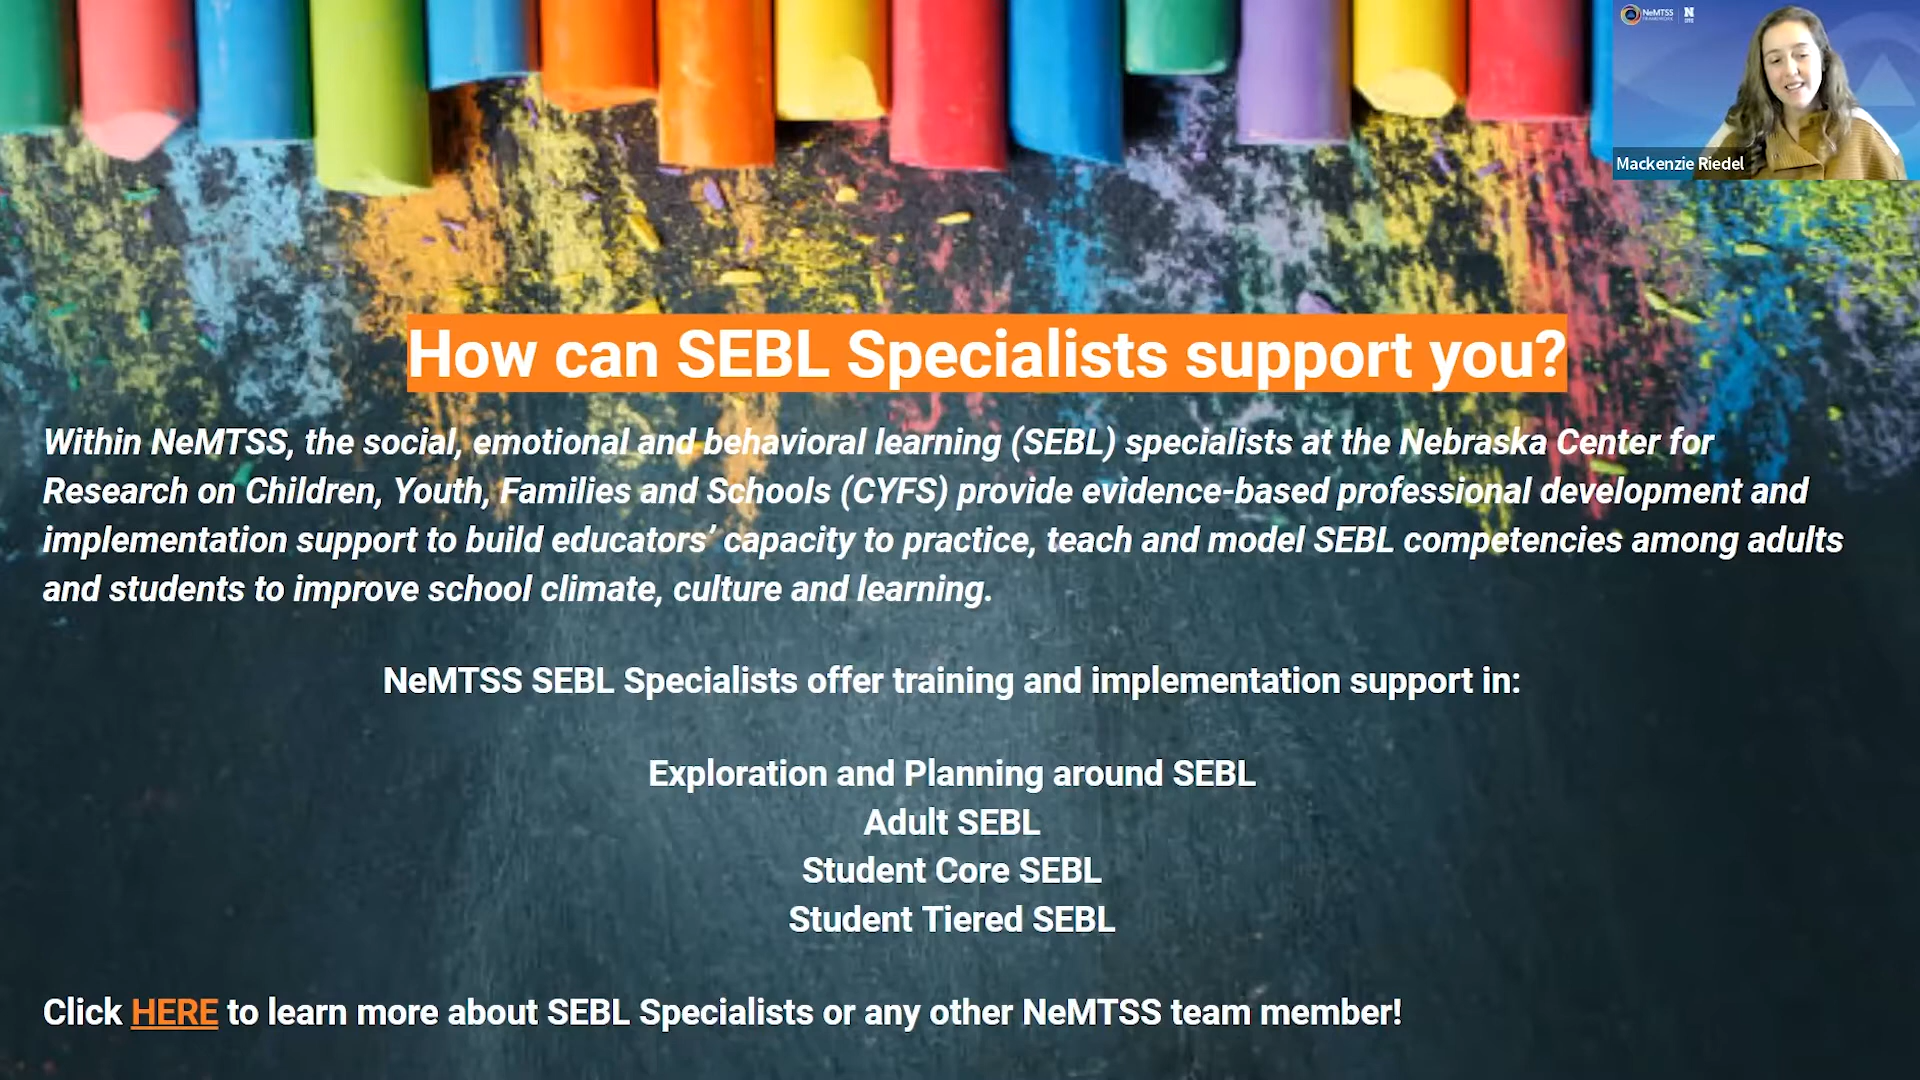 NeMTSS
Mackenzie Riedel
How can SEBL Specialists support you?
Within NeMTSS, the social, emotional and behavioral learning (SEBL) specialists at the Nebraska Center for
Research on Children, Youth, Families and Schools (CYFS) provide evidence-based professional development and
implementation support to build educators’ capacity to practice, teach and model SEBL competencies among adults
and students to improve school climate, culture and learning.
NeMTSS SEBL Specialists offer training and implementation support in:
Exploration and Planning around SEBL
Adult SEBL
Student Core SEBL
Student Tiered SEBL
Click HERE to learn more about SEBL Specialists or any other NeMTSS team member!